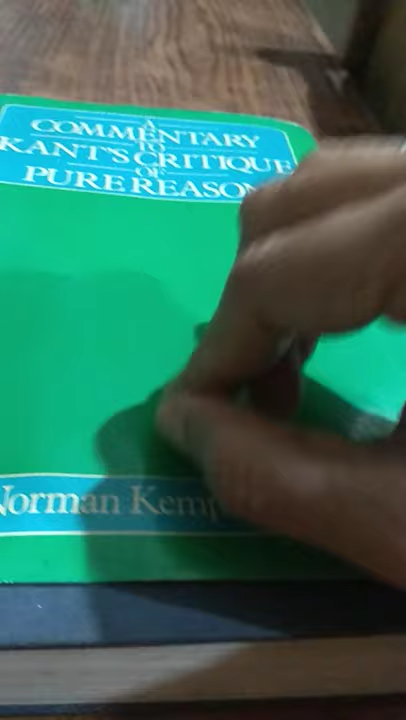 A
COMMENTARY
TO
KANT'S CRITIQUE
OF
PURE REASON
Norman Kemp